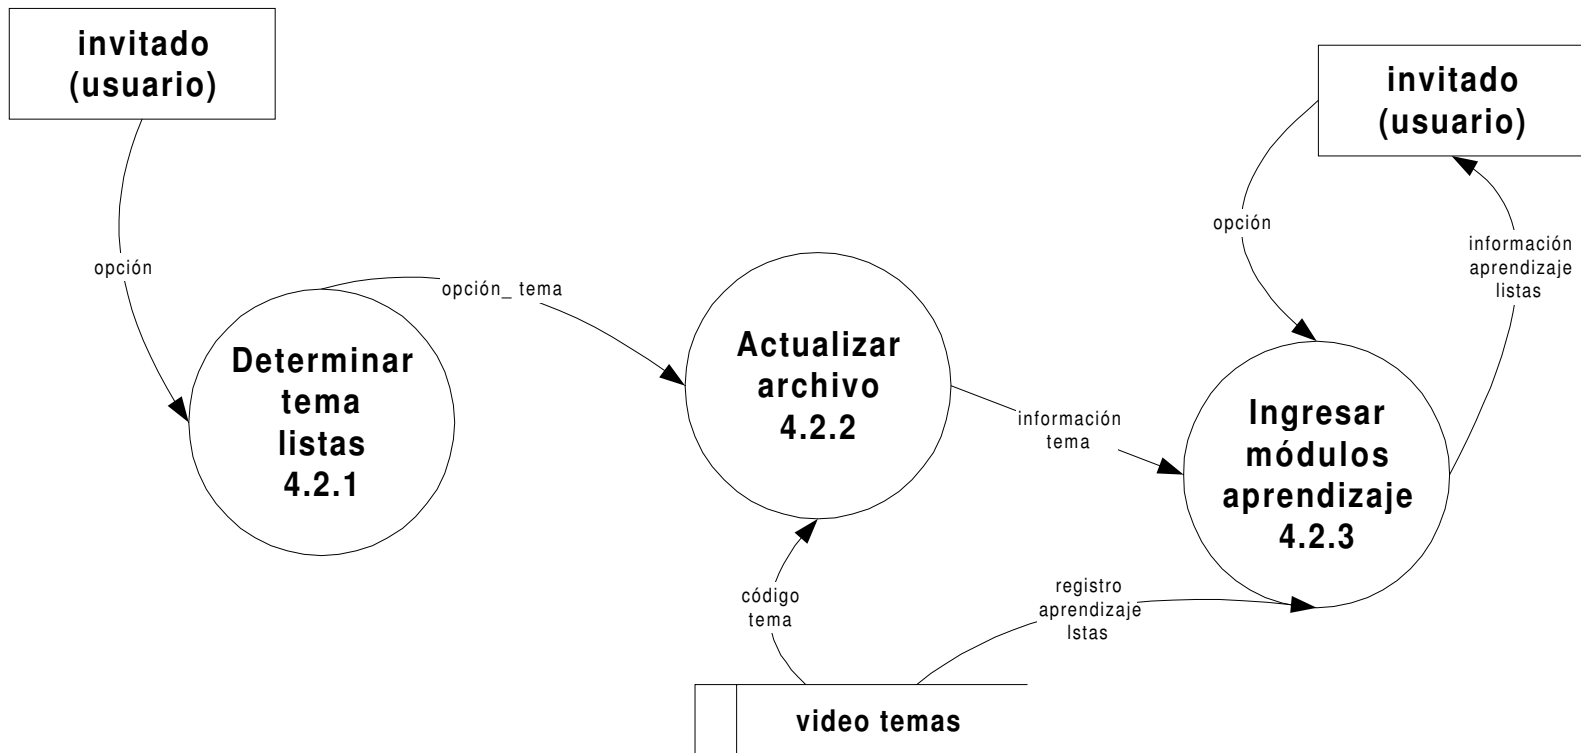 invitado
(usuario)
invitado
(usuario)
opción
información
aprendizaje
listas
opción
opción_ tema
Determinar
tema
listas
4.2.1
Actualizar
archivo
4.2.2
información
tema
Ingresar
módulos
aprendizaje
4.2.3
código
tema
registro
aprendizaje
lstas
video temas